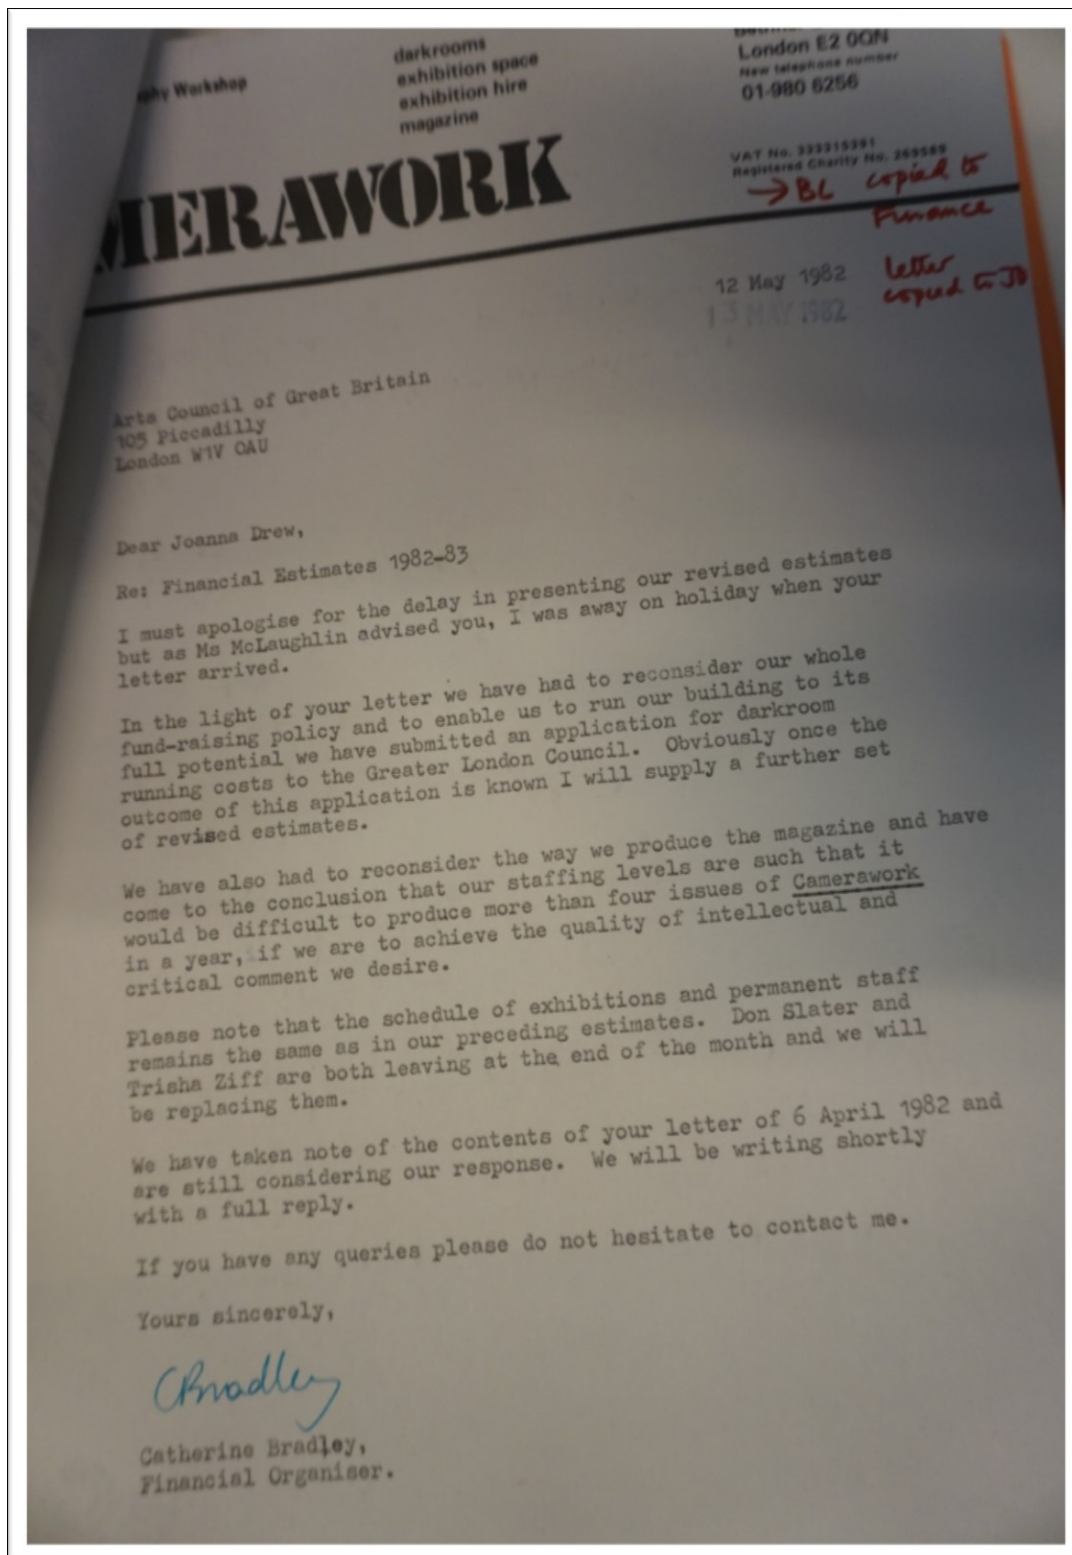 phy Workshop
darkrooms
exhibition space
exhibition hire
magazine
London E2 0QN
New telephone number
01-980 6256
VAT No. 333315391
Registered Charity No. 269589
MERAWORK
→ BL copied to
Finance
letter
copied to JD
12 May 1982
13 MAY 1982
Arts Council of Great Britain
105 Piccadilly
London W1V OAU
Dear Joanna Drew,
Re: Financial Estimates 1982-83
I must apologise for the delay in presenting our revised estimates
but as Ms McLaughlin advised you, I was away on holiday when your
letter arrived.
In the light of your letter we have had to reconsider our whole
fund-raising policy and to enable us to run our building to its
full potential we have submitted an application for darkroom
running costs to the Greater London Council. Obviously once the
outcome of this application is known I will supply a further set
of revised estimates.
We have also had to reconsider the way we produce the magazine and have
come to the conclusion that our staffing levels are such that it
would be difficult to produce more than four issues of Camerawork
in a year, if we are to achieve the quality of intellectual and
critical comment we desire.
Please note that the schedule of exhibitions and permanent staff
remains the same as in our preceding estimates. Don Slater and
Trisha Ziff are both leaving at the end of the month and we will
be replacing them.
We have taken note of the contents of your letter of 6 April 1982 and
are still considering our response. We will be writing shortly
with a full reply.
If you have any queries please do not hesitate to contact me.
Yours sincerely,
CBradley
Catherine Bradley,
Financial Organiser.